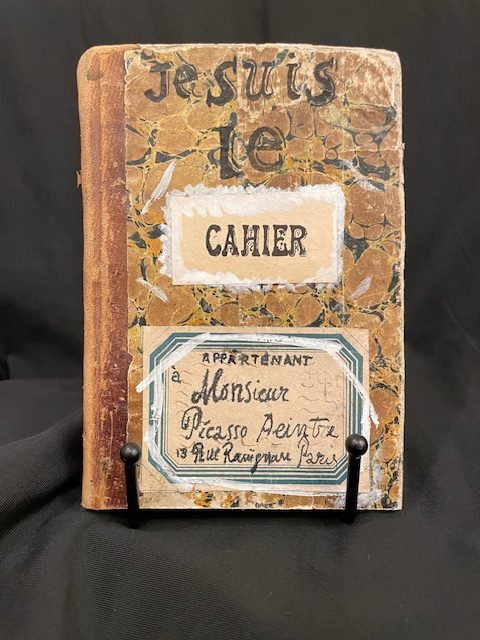 Je suis
le
CAHIER
APPARTENANT
à
Monsieur
Picasso Peintre
13 Rue Ravignan Paris